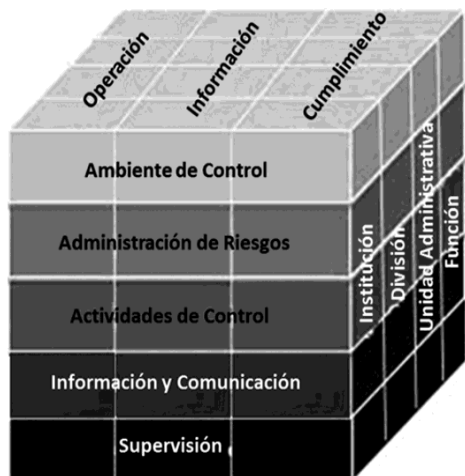 Operación
Información
Cumplimiento
Ambiente de Control
Administración de Riesgos
Actividades de Control
Información y Comunicación
Supervisión
Institución
División
Unidad Administrativa
Función